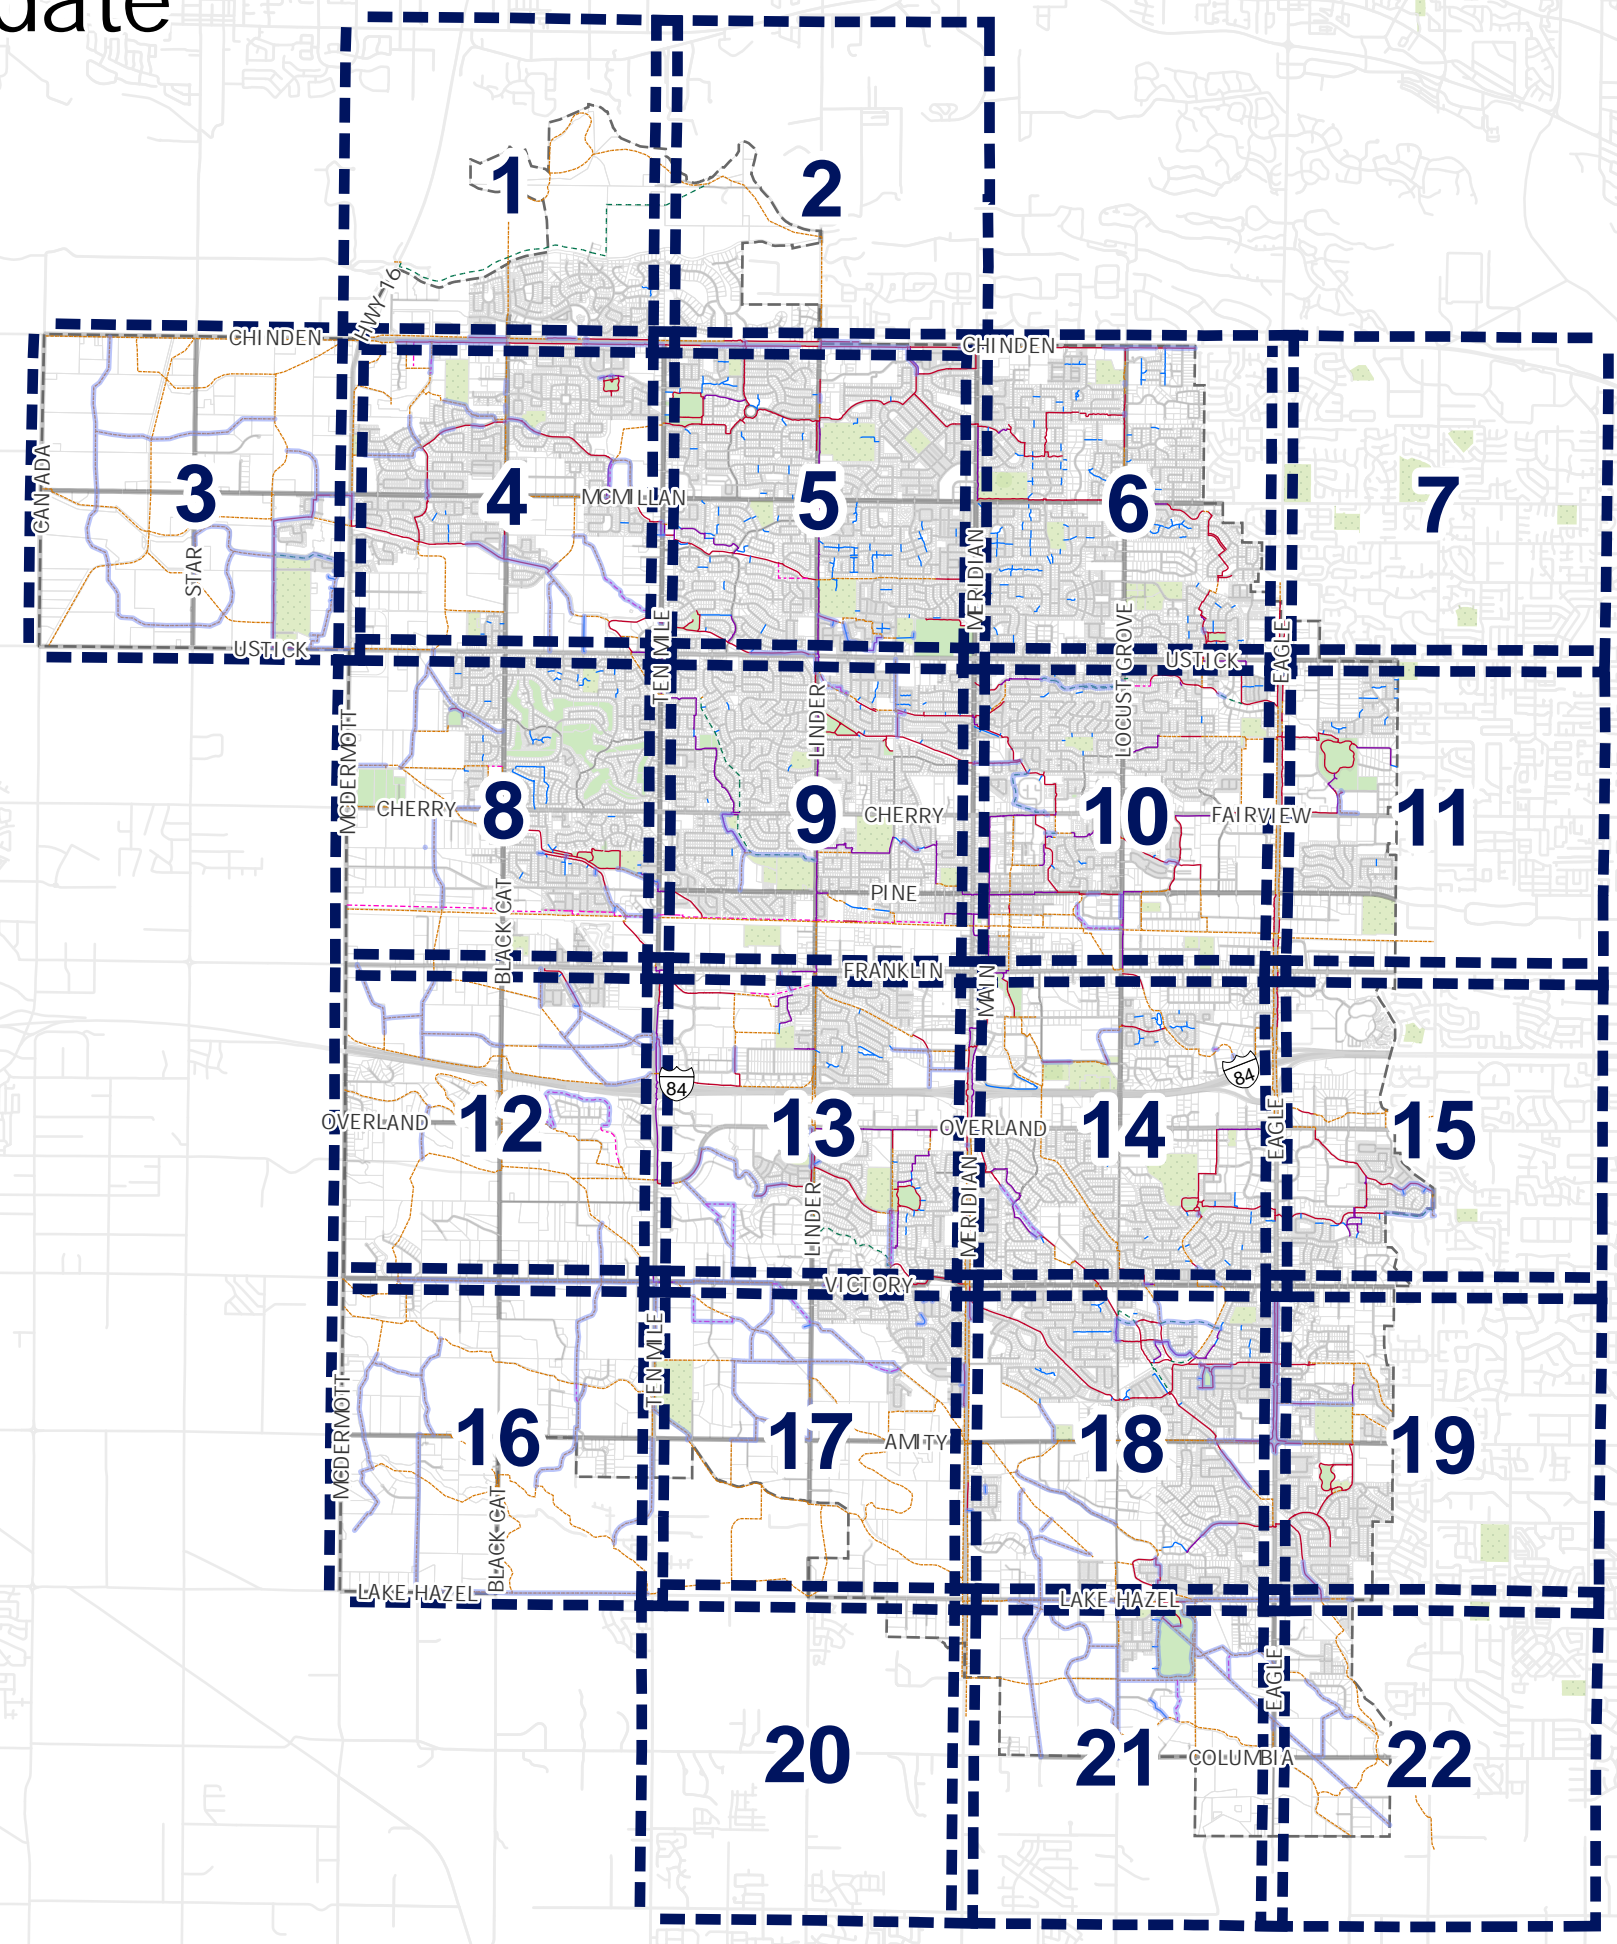 date
1
2
HWY 16
CHINDEN
CHINDEN
CAN ADA
3
STAR
4
MCMILLAN
5
MERIDIAN
6
7
USTICK
TEN MILE
LOCUST GROVE
USTICK
EAGLE
MCDERMOTT
LINDER
CHERRY
8
9
CHERRY
10
FAIRVIEW
11
BLACK CAT
PINE
FRANKLIN
MAIN
84
84
OVERLAND
12
13
OVERLAND
14
EAGLE
15
LINDER
MERIDIAN
VICTORY
TEN MILE
MCDERMOTT
16
17
AMITY
18
19
BLACK CAT
LAKE HAZEL
LAKE HAZEL
EAGLE
20
21
COLUMBIA
22